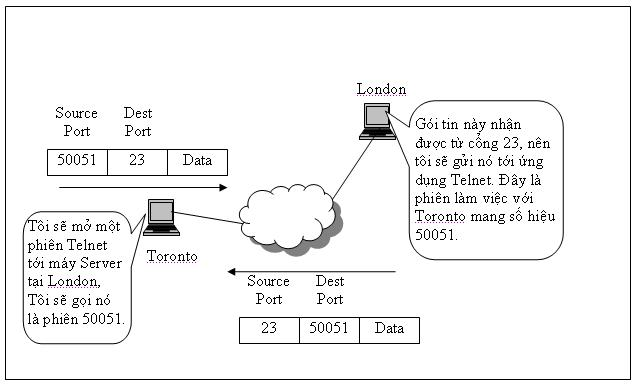 London
Source Dest
Port Port
50051 23 Data
Gói tin này nhận
được từ cổng 23, nên
tôi sẽ gửi nó tới ứng
dụng Telnet. Đây là
phiên làm việc với
Toronto mang số hiệu
50051.
Tôi sẽ mở một
phiên Telnet
tới máy Server
tại London,
Tôi sẽ gọi nó
là phiên 50051.
Toronto
Source Dest
Port Port
23 50051 Data